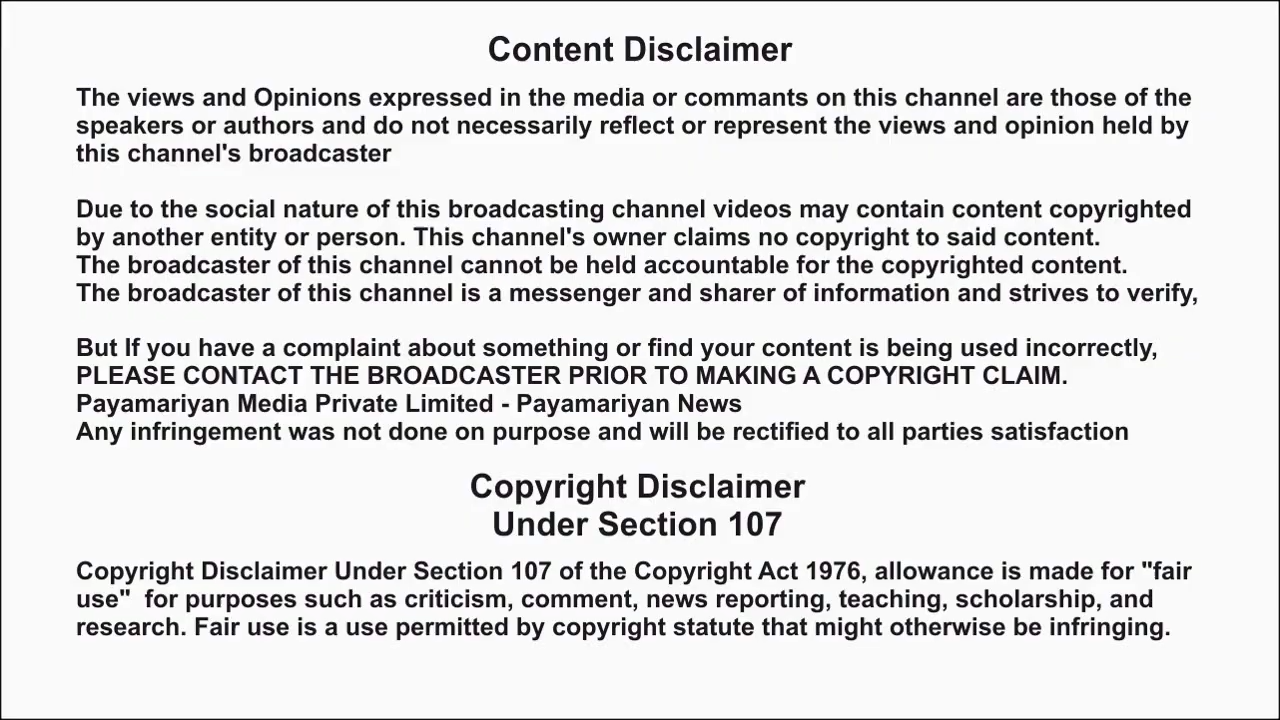 Content Disclaimer
The views and Opinions expressed in the media or commants on this channel are those of the
speakers or authors and do not necessarily reflect or represent the views and opinion held by
this channel's broadcaster
Due to the social nature of this broadcasting channel videos may contain content copyrighted
by another entity or person. This channel's owner claims no copyright to said content.
The broadcaster of this channel cannot be held accountable for the copyrighted content.
The broadcaster of this channel is a messenger and sharer of information and strives to verify,
But If you have a complaint about something or find your content is being used incorrectly,
PLEASE CONTACT THE BROADCASTER PRIOR TO MAKING A COPYRIGHT CLAIM.
Payamariyan Media Private Limited - Payamariyan News
Any infringement was not done on purpose and will be rectified to all parties satisfaction
Copyright Disclaimer
Under Section 107
Copyright Disclaimer Under Section 107 of the Copyright Act 1976, allowance is made for "fair
use"  for purposes such as criticism, comment, news reporting, teaching, scholarship, and
research. Fair use is a use permitted by copyright statute that might otherwise be infringing.